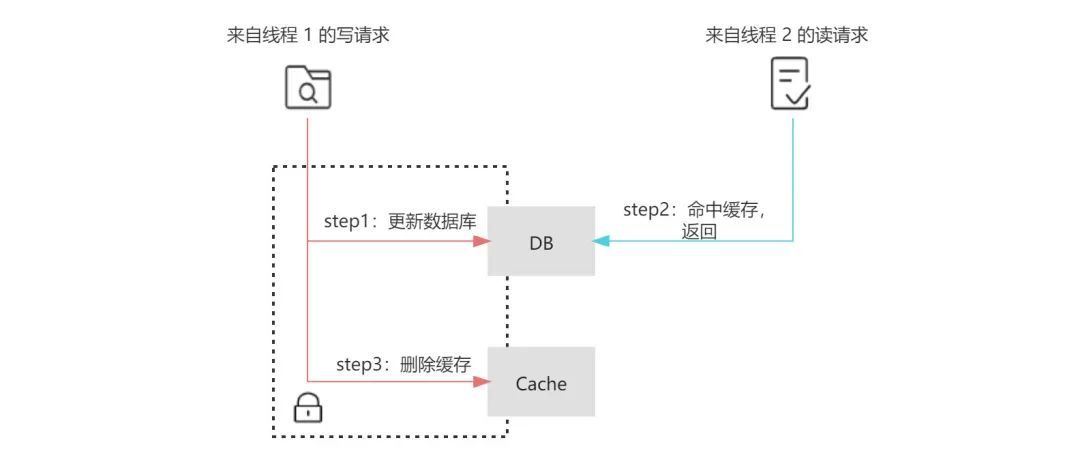 来自线程 1 的写请求
来自线程 2 的读请求
step1：更新数据库
DB
step2：命中缓存，
返回
step3：删除缓存
Cache